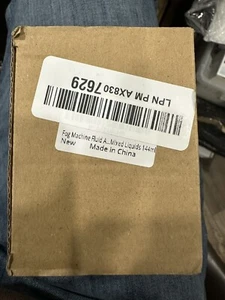 LPN PM AX830 7629
Fog Machine Fluid A...Mixed Liquids 144ml
New
Made in China